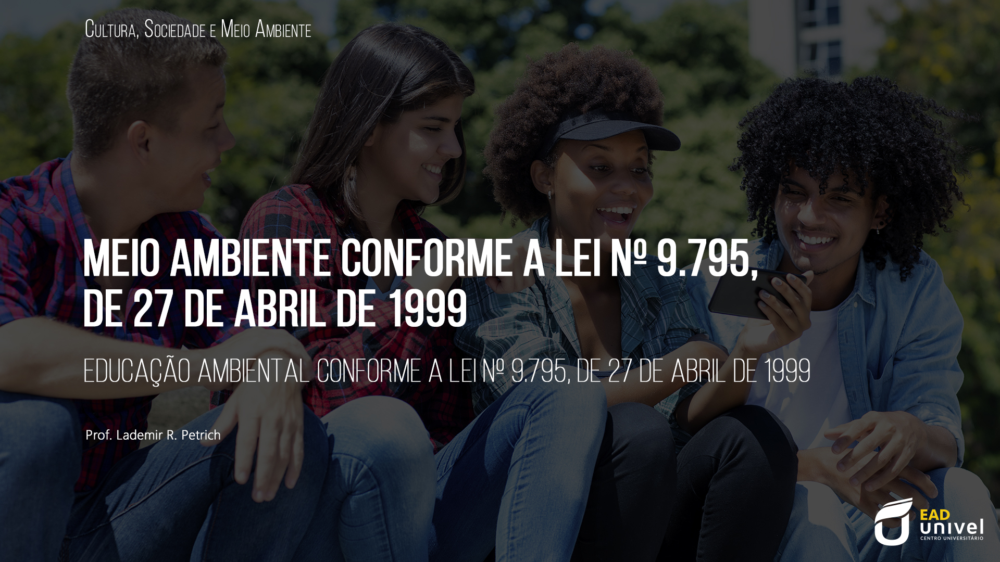 Cultura, Sociedade e Meio Ambiente
MEIO AMBIENTE CONFORME A LEI Nº 9.795,
DE 27 DE ABRIL DE 1999
EDUCAÇÃO AMBIENTAL CONFORME A LEI Nº 9.795, DE 27 DE ABRIL DE 1999
Prof. Lademir R. Petrich
EAD
univel
CENTRO UNIVERSITÁRIO